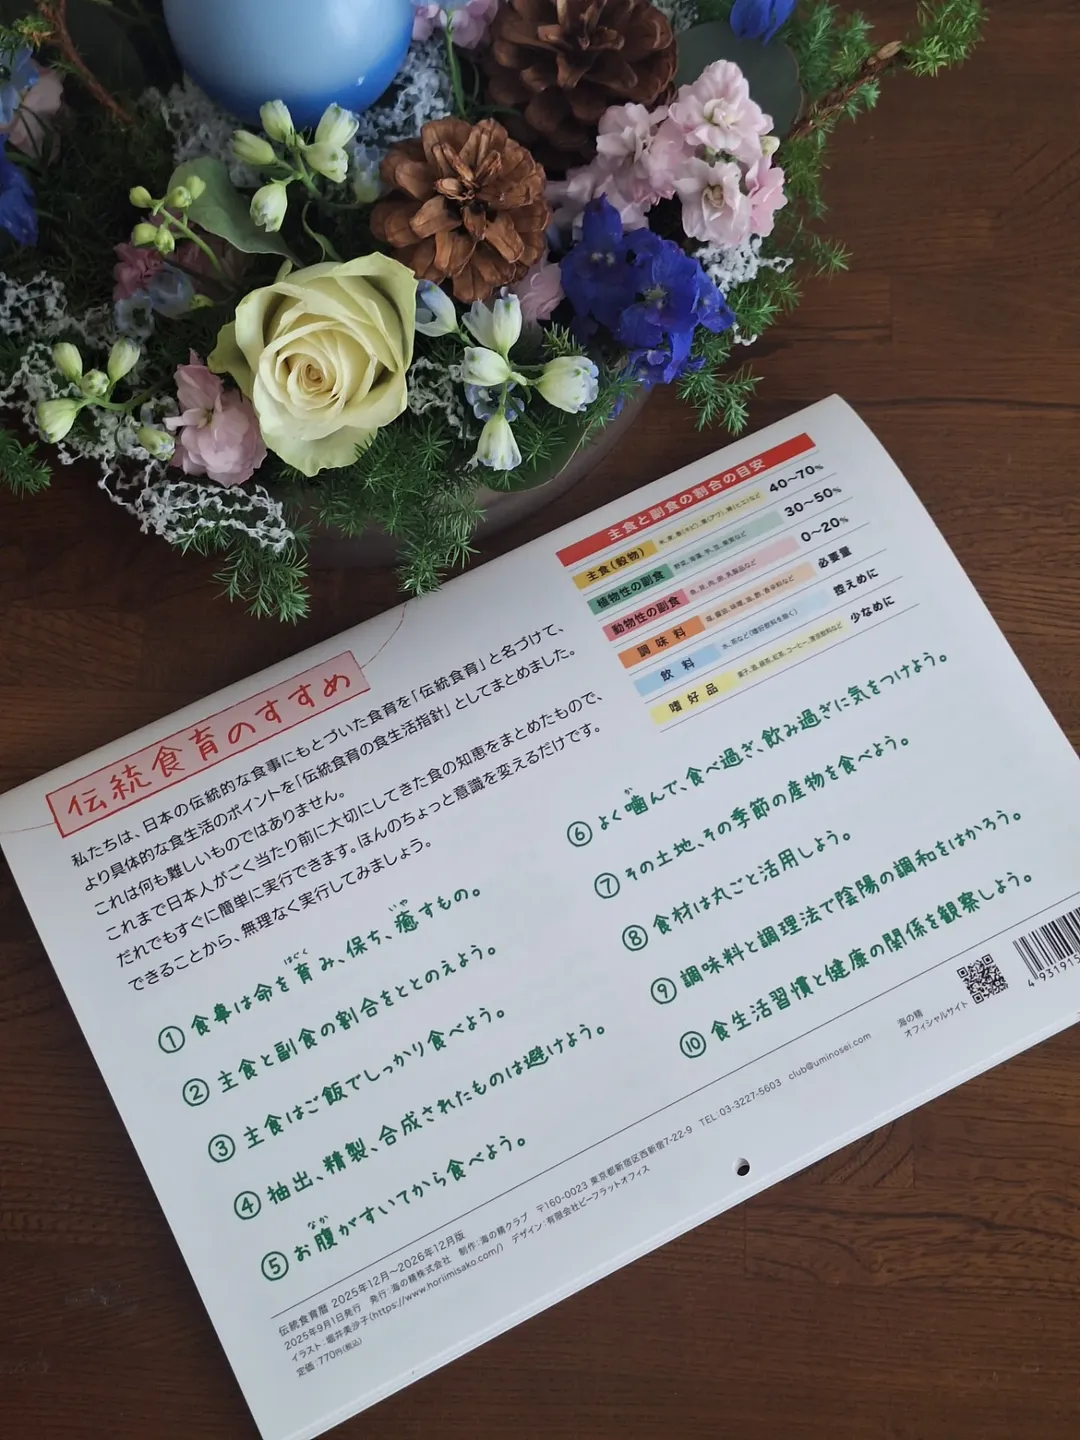 伝統食育のすすめ
私たちは、日本の伝統的な食事にもとづいた食育を「伝統食育」と名づけて、
より具体的な食生活のポイントを「伝統食育の食生活指針」としてまとめました。
これは何も難しいものではありません。
これまで日本人がごく当たり前に大切にしてきた食の知恵をまとめたもので、
だれでもすぐに簡単に実行できます。ほんのちょっと意識を変えるだけです。
できることから、無理なく実行してみましょう。
主食と副食の割合の目安
主食(穀物) 40〜70%
植物性の副食 30〜50%
動物性の副食 0〜20%
調味料 必要量
飲料 水、茶など(嗜好飲料を除く) 控えめに
嗜好品 少なめに
① 食事は命を育み、保ち、癒すもの。
② 主食と副食の割合をととのえよう。
③ 主食はご飯でしっかり食べよう。
④ 抽出、精製、合成されたものは避けよう。
⑤ お腹がすいてから食べよう。
⑥ よく噛んで、食べ過ぎ、飲み過ぎに気をつけよう。
⑦ その土地、その季節の産物を食べよう。
⑧ 食材は丸ごと活用しよう。
⑨ 調味料と調理法で陰陽の調和をはかろう。
⑩ 食生活習慣と健康の関係を観察しよう。
伝統食育暦 2025年12月〜2026年12月版
2025年9月1日発行 発行:海の精株式会社 制作:海の精クラブ 〒160-0023 東京都新宿区西新宿7-22-9 TEL:03-3227-5603 club@uminosei.com
イラスト:堀井美沙子(https://www.horiimisako.com/) デザイン:有限会社ビーフラットオフィス
定価:770円(税込)
海の精
オフィシャルサイト
4 931915